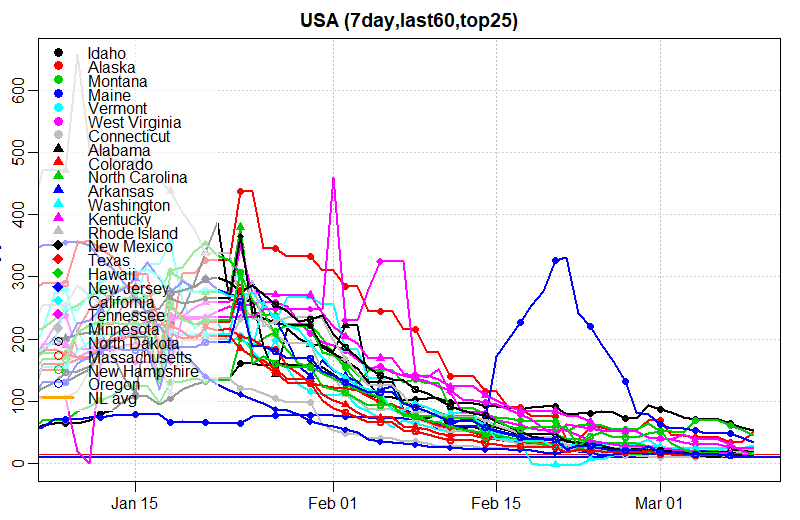 USA (7day,last60,top25)
600
500
400
300
200
100
0
Idaho
Alaska
Montana
Maine
Vermont
West Virginia
Connecticut
Alabama
Colorado
North Carolina
Arkansas
Washington
Kentucky
Rhode Island
New Mexico
Texas
Hawaii
New Jersey
California
Tennessee
Minnesota
North Dakota
Massachusetts
New Hampshire
Oregon
NL avg
Jan 15
Feb 01
Feb 15
Mar 01